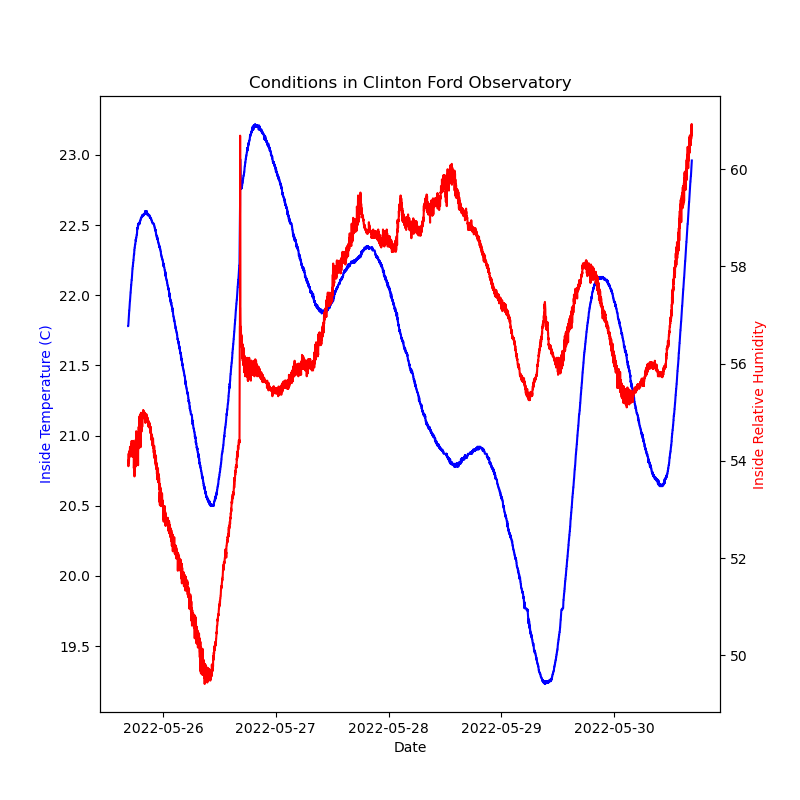 Conditions in Clinton Ford Observatory
Inside Temperature (C)
23.0
22.5
22.0
21.5
21.0
20.5
20.0
19.5
60
58
56
54
52
50
Inside Relative Humidity
2022-05-26 2022-05-27 2022-05-28 2022-05-29 2022-05-30
Date